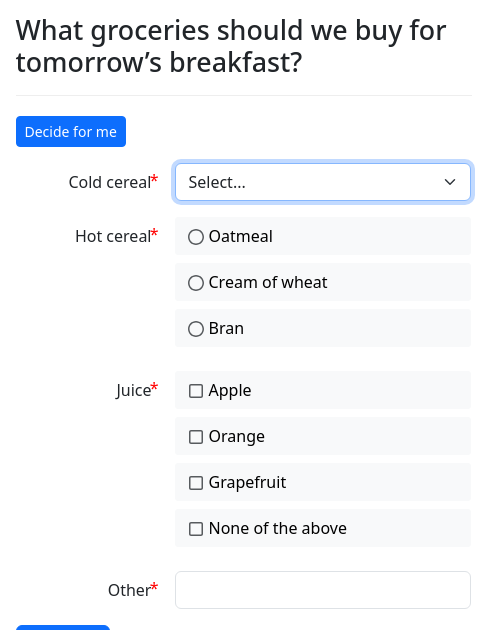 What groceries should we buy for
tomorrow’s breakfast?
Decide for me
Cold cereal*
Select...
Hot cereal*
Oatmeal
Cream of wheat
Bran
Juice*
Apple
Orange
Grapefruit
None of the above
Other*